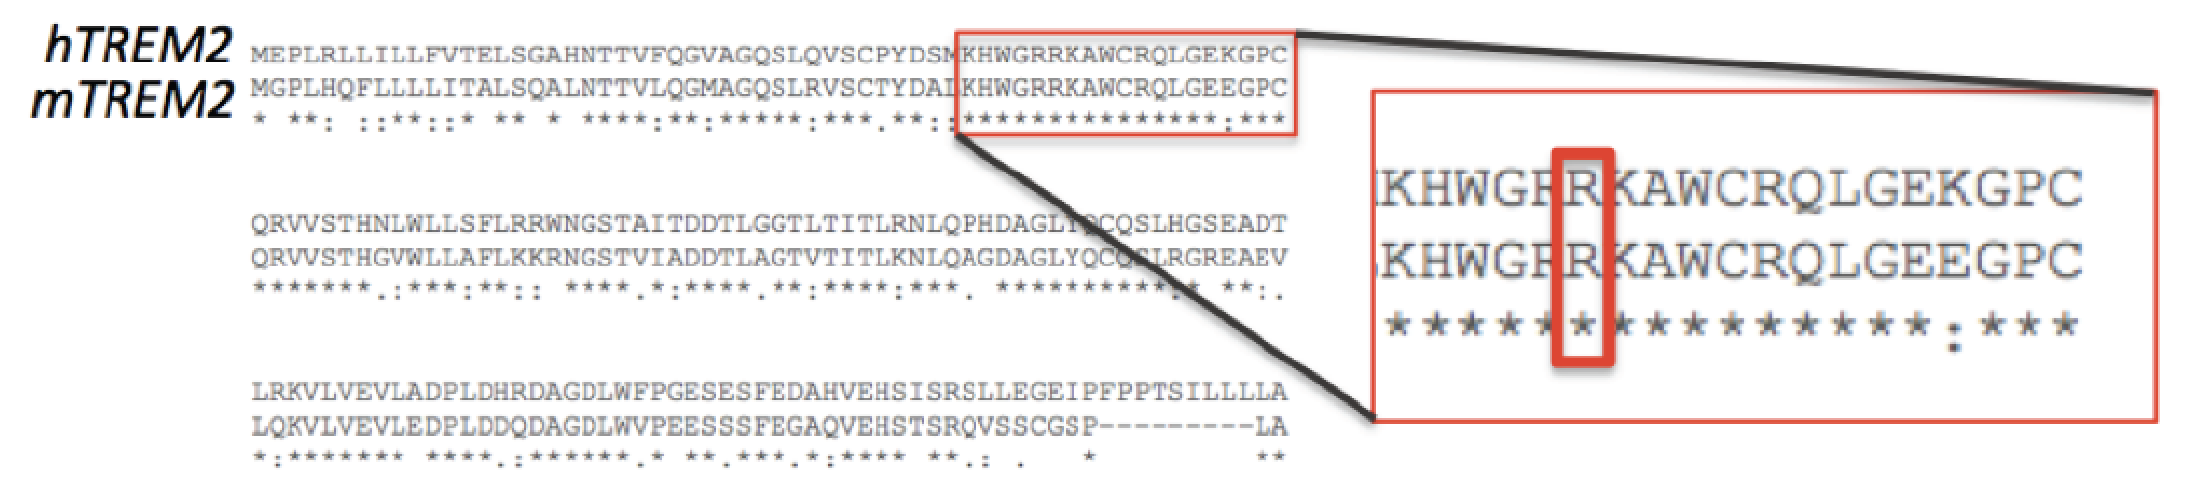 hTREM2 MEPLRLLILLFVTELSGAHNTTVFQGVAGQSLQVSCPYDSMKHWGRRKAWCRQLGEKGPC
mTREM2 MGPLHQFLLLLITALSQALNTTVLQGMAGQSLRVSCTYDALKHWGRRKAWCRQLGEEGPC
* **: ::**::* ** * ****:**:*****:***.**::***************:***
QRVVSTHNLWLLSFLRRWNGSTAITDDTLGGTLTITLRNLQPHDAGLYQCQSLHGSEADT
QRVVSTHGVWLLAFLKKRNGSTVIADDTLAGTVTITLKNLQAGDAGLYQCQSLRGREAEV
*******.:***:**:: ****.*:****.**:****:***. **********:* **:.
LRKVLVEVLADPLDHRDAGDLWFPGESESFEDAHVEHSISRSLLEGEIPFPPTSILLLLA
LQKVLVEVLEDPLDDQDAGDLWVPEESSSFEGAQVEHSTSRQVSSCGSP---------LA
*:******* ****.:******.* **.***.*:**** **.: . * **
KHWGRRKAWCRQLGEKGPC
KHWGRRKAWCRQLGEEGPC
***************:***